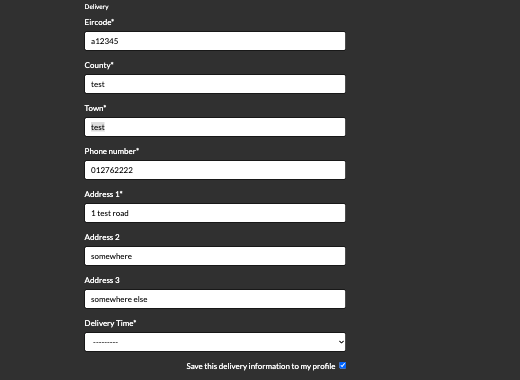 Delivery
Eircode*
a12345
County*
test
Town*
test
Phone number*
012762222
Address 1*
1 test road
Address 2
somewhere
Address 3
somewhere else
Delivery Time*
---------
Save this delivery information to my profile